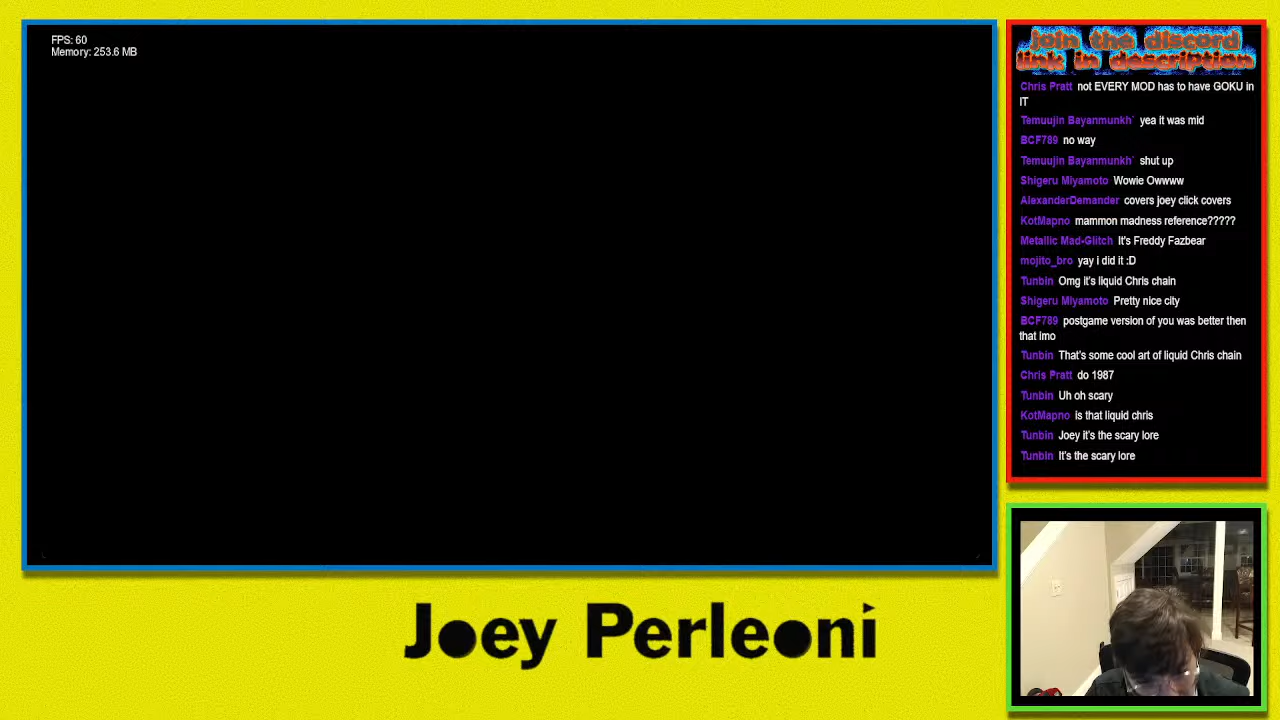 FPS: 60
Memory: 253.6 MB
join the discord
link in description
Chris Pratt not EVERY MOD has to have GOKU in
IT
Temuujin Bayanmunkh` yea it was mid
BCF789 no way
Temuujin Bayanmunkh` shut up
Shigeru Miyamoto Wowie Owwww
AlexanderDemander covers joey click covers
KotMapno mammon madness reference?????
Metallic Mad-Glitch It's Freddy Fazbear
mojito_bro yay i did it :D
Tunbin Omg it's liquid Chris chain
Shigeru Miyamoto Pretty nice city
BCF789 postgame version of you was better then
that imo
Tunbin That's some cool art of liquid Chris chain
Chris Pratt do 1987
Tunbin Uh oh scary
KotMapno is that liquid chris
Tunbin Joey it's the scary lore
Tunbin It's the scary lore
Joey Perleoni